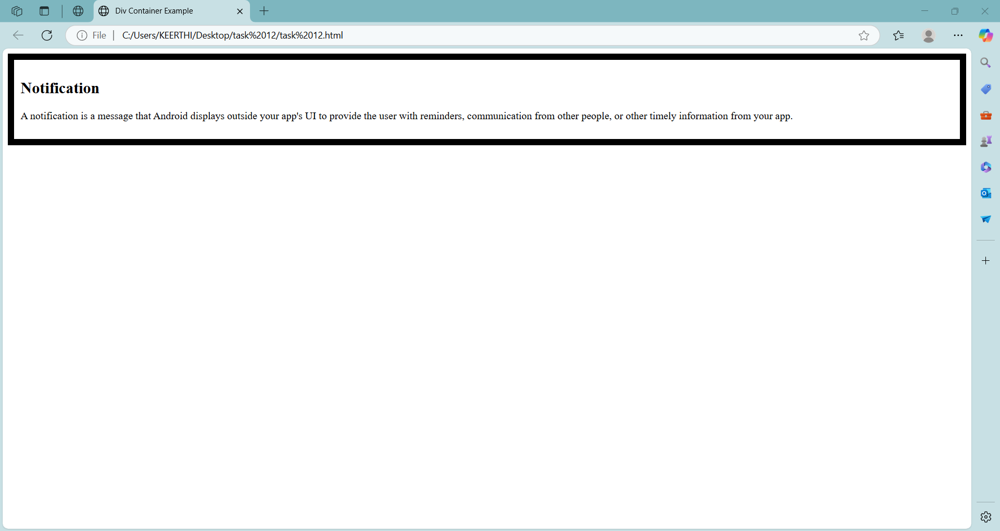 Div Container Example
File
C:/Users/KEERTHI/Desktop/task%2012/task%2012.html
Notification
A notification is a message that Android displays outside your app's UI to provide the user with reminders, communication from other people, or other timely information from your app.